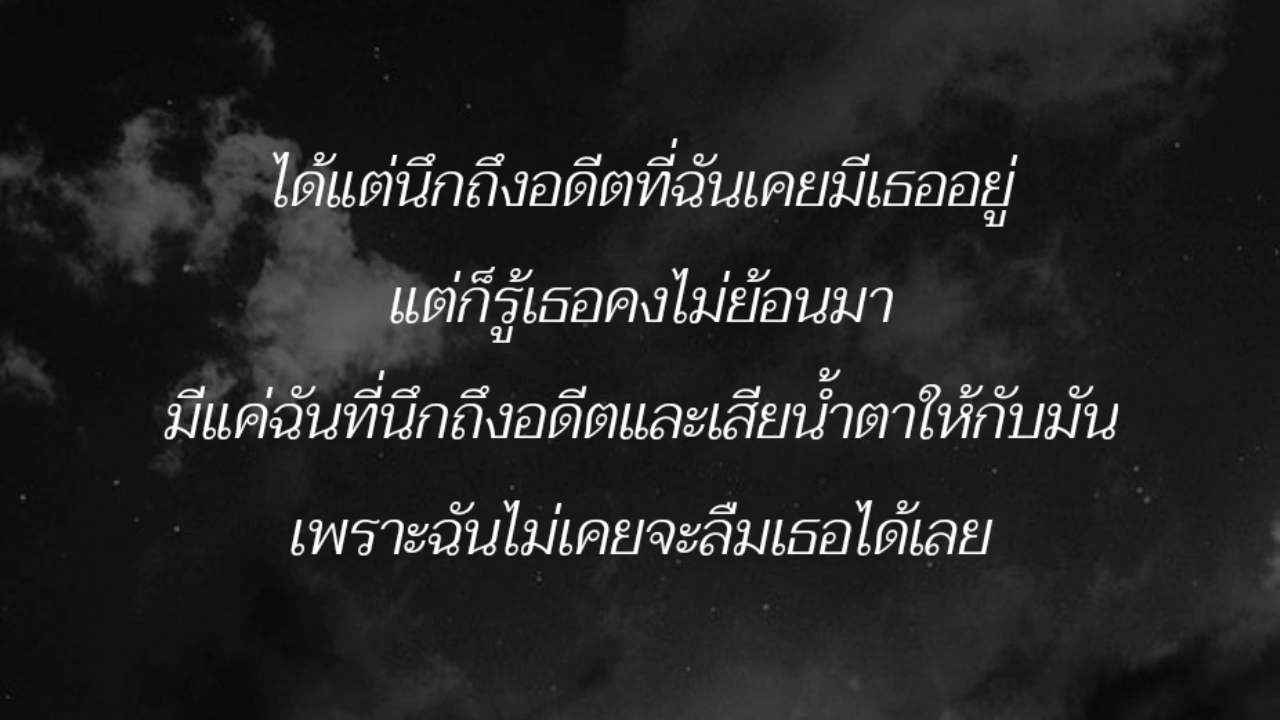 ได้แต่นึกถึงอดีตที่ฉันเคยมีเธออยู่
แต่ก็รู้เธอคงไม่ย้อนมา
มีแค่ฉันที่นึกถึงอดีตและเสียน้ำตาให้กับมัน
เพราะฉันไม่เคยจะลืมเธอได้เลย